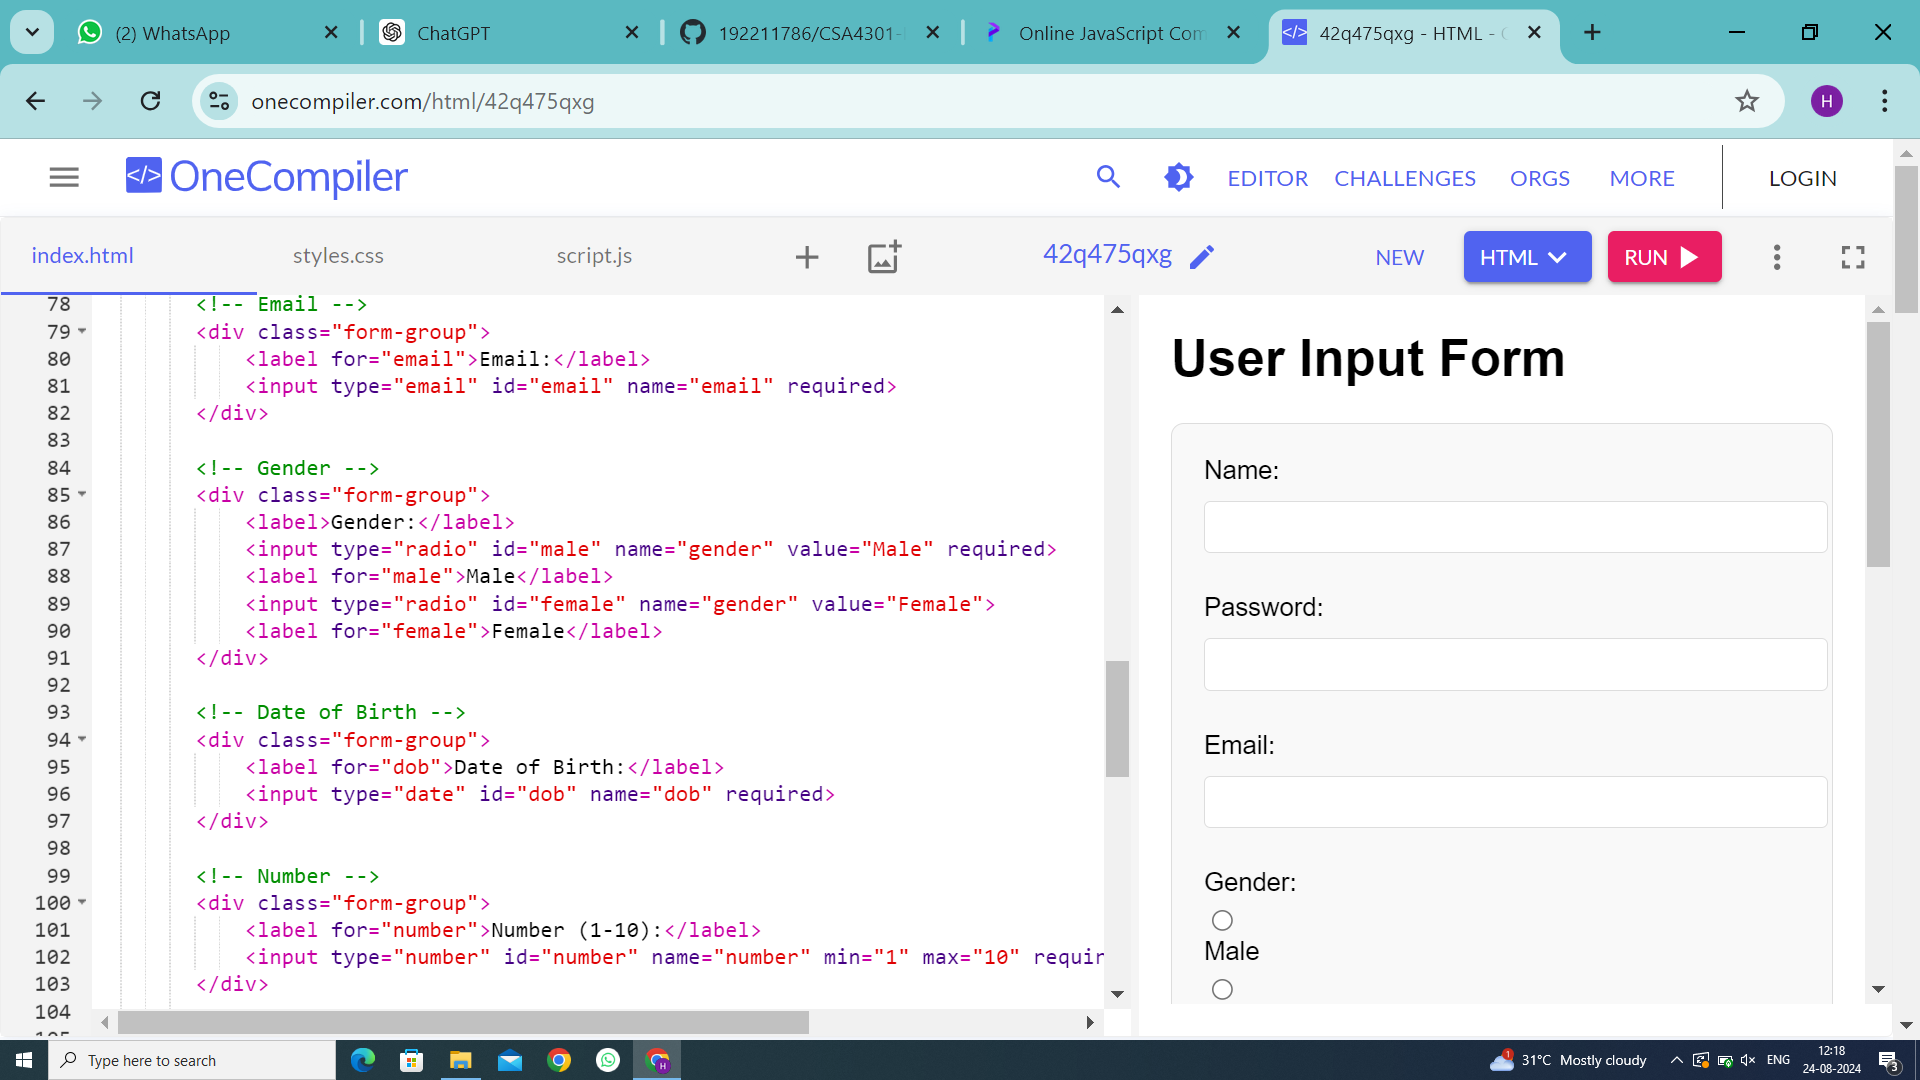 (2) WhatsApp
ChatGPT
192211786/CSA4301-
Online JavaScript Com
42q475qxg - HTML -
onecompiler.com/html/42q475qxg
H
</> OneCompiler
EDITOR CHALLENGES ORGS MORE LOGIN
index.html styles.css script.js
42q475qxg NEW HTML RUN
78 <!-- Email -->
79 <div class="form-group">
80 <label for="email">Email:</label>
81 <input type="email" id="email" name="email" required>
82 </div>
83
84 <!-- Gender -->
85 <div class="form-group">
86 <label>Gender:</label>
87 <input type="radio" id="male" name="gender" value="Male" required>
88 <label for="male">Male</label>
89 <input type="radio" id="female" name="gender" value="Female">
90 <label for="female">Female</label>
91 </div>
92
93 <!-- Date of Birth -->
94 <div class="form-group">
95 <label for="dob">Date of Birth:</label>
96 <input type="date" id="dob" name="dob" required>
97 </div>
98
99 <!-- Number -->
100 <div class="form-group">
101 <label for="number">Number (1-10):</label>
102 <input type="number" id="number" name="number" min="1" max="10" requir
103 </div>
104
User Input Form
Name:
Password:
Email:
Gender:
Male
Type here to search
H
1
31°C Mostly cloudy
ENG
12:18
24-08-2024
3